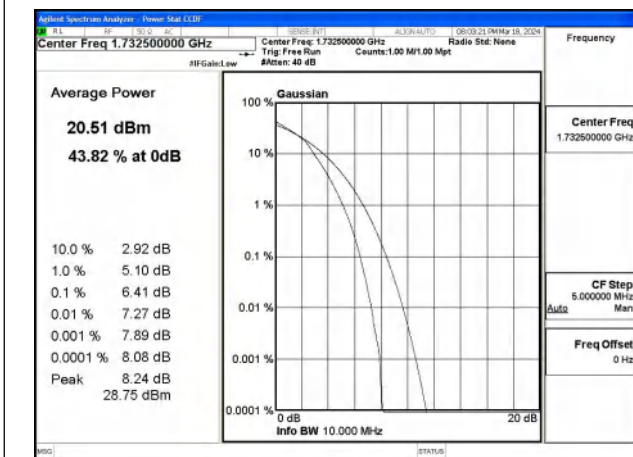 Agilent Spectrum Analyzer - Power Stat CCDF
RL RF 50 Ω AC SENSE:INT ALIGNAUTO 08:03:21 PM Mar 18, 2024
Center Freq 1.732500000 GHz
Center Freq: 1.732500000 GHz Radio Std: None
Trig: Free Run Counts:1.00 M/1.00 Mpt
#IFGain:Low #Atten: 40 dB
Frequency
Average Power
20.51 dBm
43.82 % at 0dB
10.0 % 2.92 dB
1.0 % 5.10 dB
0.1 % 6.41 dB
0.01 % 7.27 dB
0.001 % 7.89 dB
0.0001 % 8.08 dB
Peak 8.24 dB
28.75 dBm
Gaussian
100 %
10 %
1 %
0.1 %
0.01 %
0.001 %
0.0001 %
0 dB 20 dB
Info BW 10.000 MHz
Center Freq
1.732500000 GHz
CF Step
5.000000 MHz
Auto Man
Freq Offset
0 Hz
MSG STATUS